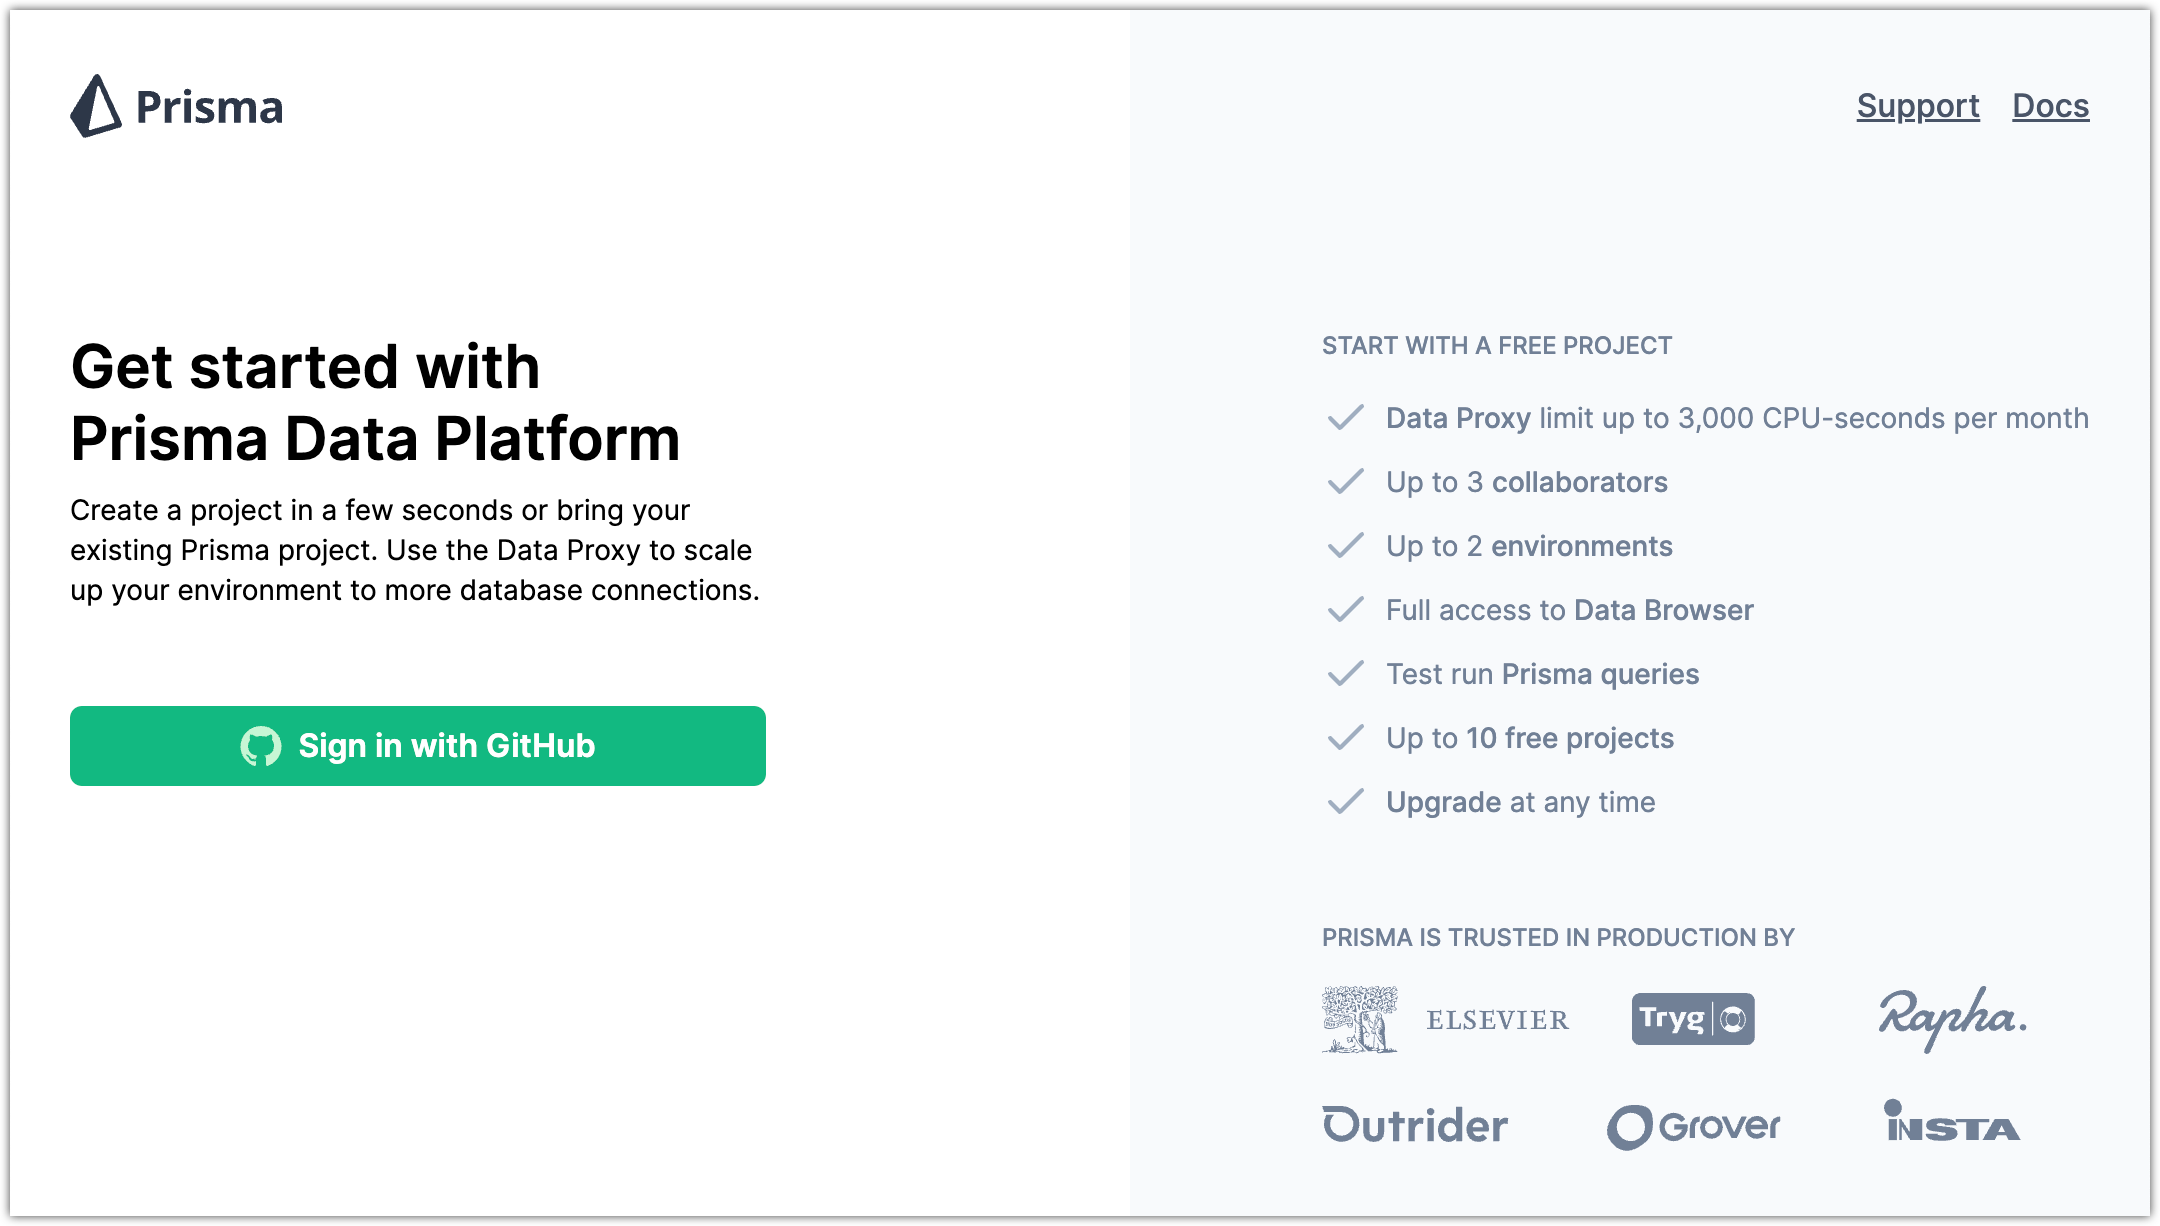 Prisma
Support Docs
Get started with
Prisma Data Platform
Create a project in a few seconds or bring your
existing Prisma project. Use the Data Proxy to scale
up your environment to more database connections.
Sign in with GitHub
START WITH A FREE PROJECT
Data Proxy limit up to 3,000 CPU-seconds per month
Up to 3 collaborators
Up to 2 environments
Full access to Data Browser
Test run Prisma queries
Up to 10 free projects
Upgrade at any time
PRISMA IS TRUSTED IN PRODUCTION BY
ELSEVIER
Tryg
Rapha.
Outrider
Grover
INSTA